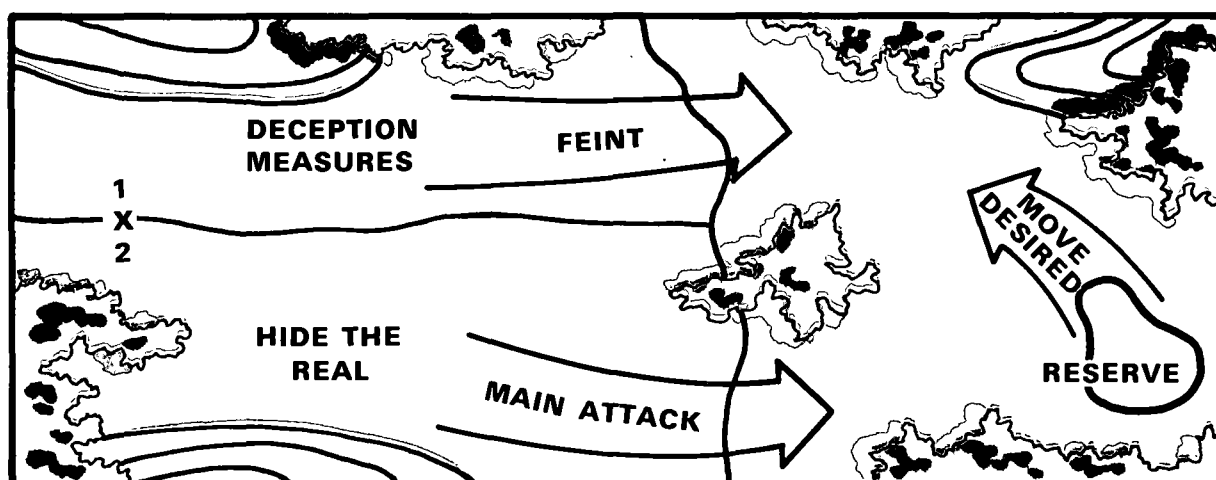 DECEPTION
MEASURES
FEINT
1
X
2
MOVE
DESIRED
HIDE THE
REAL
MAIN ATTACK
RESERVE